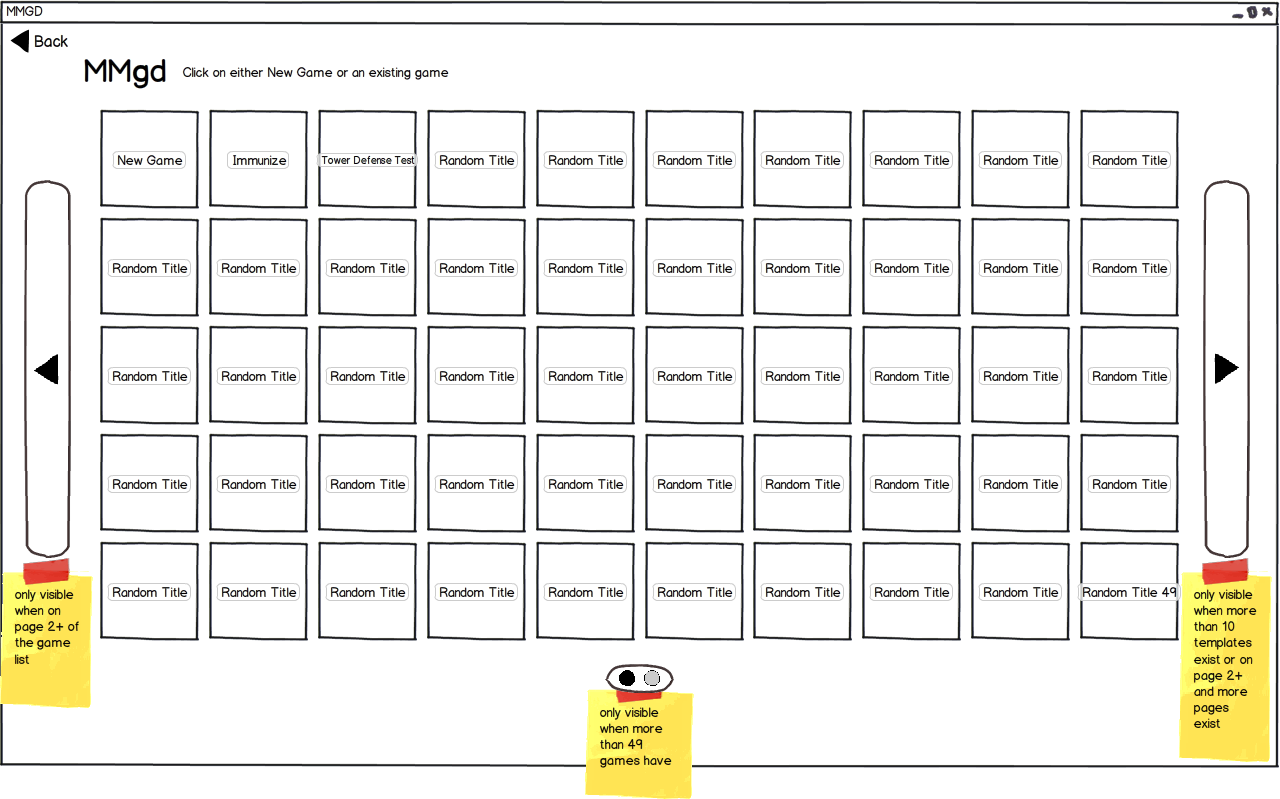 MMGD
Back
MMgd Click on either New Game or an existing game
New Game Immunize Tower Defense Test Random Title Random Title Random Title Random Title Random Title Random Title Random Title
Random Title Random Title Random Title Random Title Random Title Random Title Random Title Random Title Random Title Random Title
Random Title Random Title Random Title Random Title Random Title Random Title Random Title Random Title Random Title Random Title
Random Title Random Title Random Title Random Title Random Title Random Title Random Title Random Title Random Title Random Title
Random Title Random Title Random Title Random Title Random Title Random Title Random Title Random Title Random Title Random Title 49
only visible
when on
page 2+ of
the game
list
only visible
when more
than 49
games have
only visible
when more
than 10
templates
exist or on
page 2+
and more
pages
exist